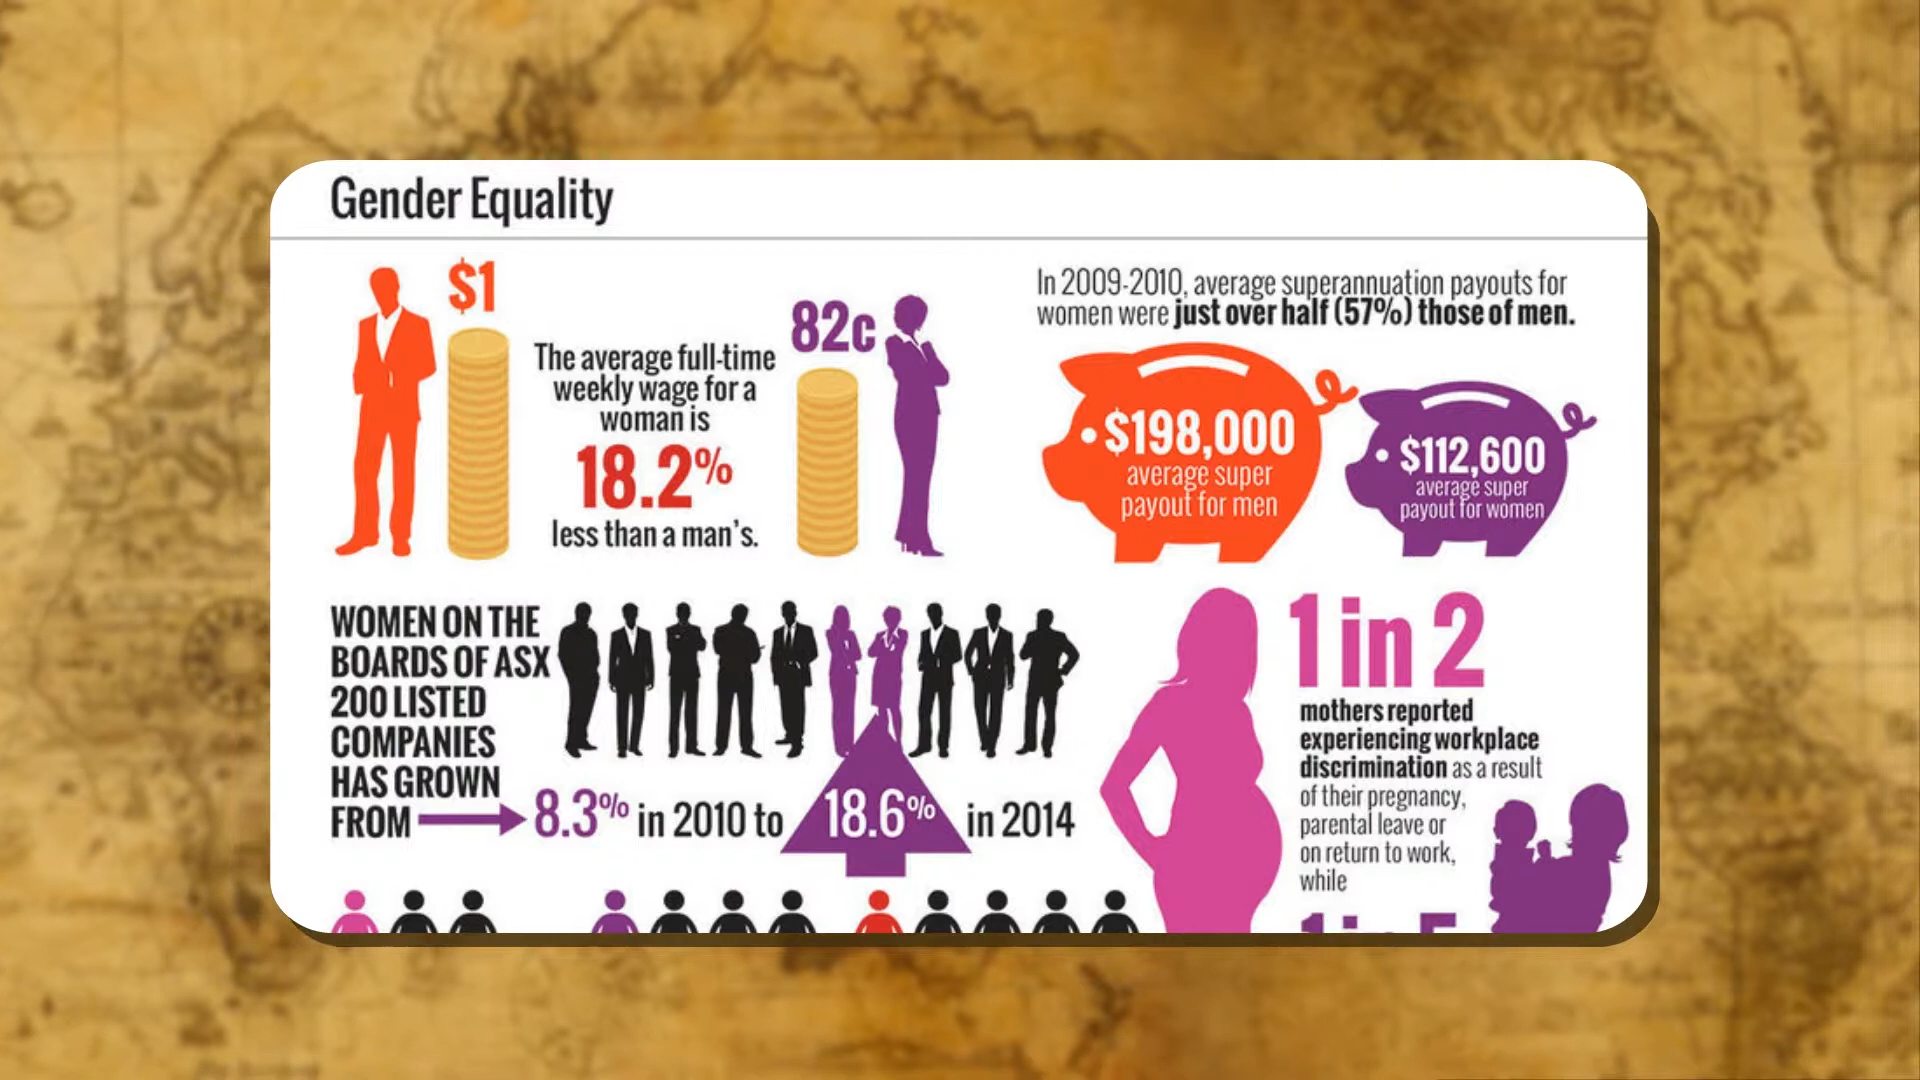 Gender Equality
$1
The average full-time
weekly wage for a
woman is
18.2%
less than a man's.
82c
In 2009-2010, average superannuation payouts for
women were just over half (57%) those of men.
$198,000
average super
payout for men
$112,600
average super
payout for women
WOMEN ON THE
BOARDS OF ASX
200 LISTED
COMPANIES
HAS GROWN
FROM 8.3% in 2010 to 18.6% in 2014
1 in 2
mothers reported
experiencing workplace
discrimination as a result
of their pregnancy,
parental leave or
on return to work,
while